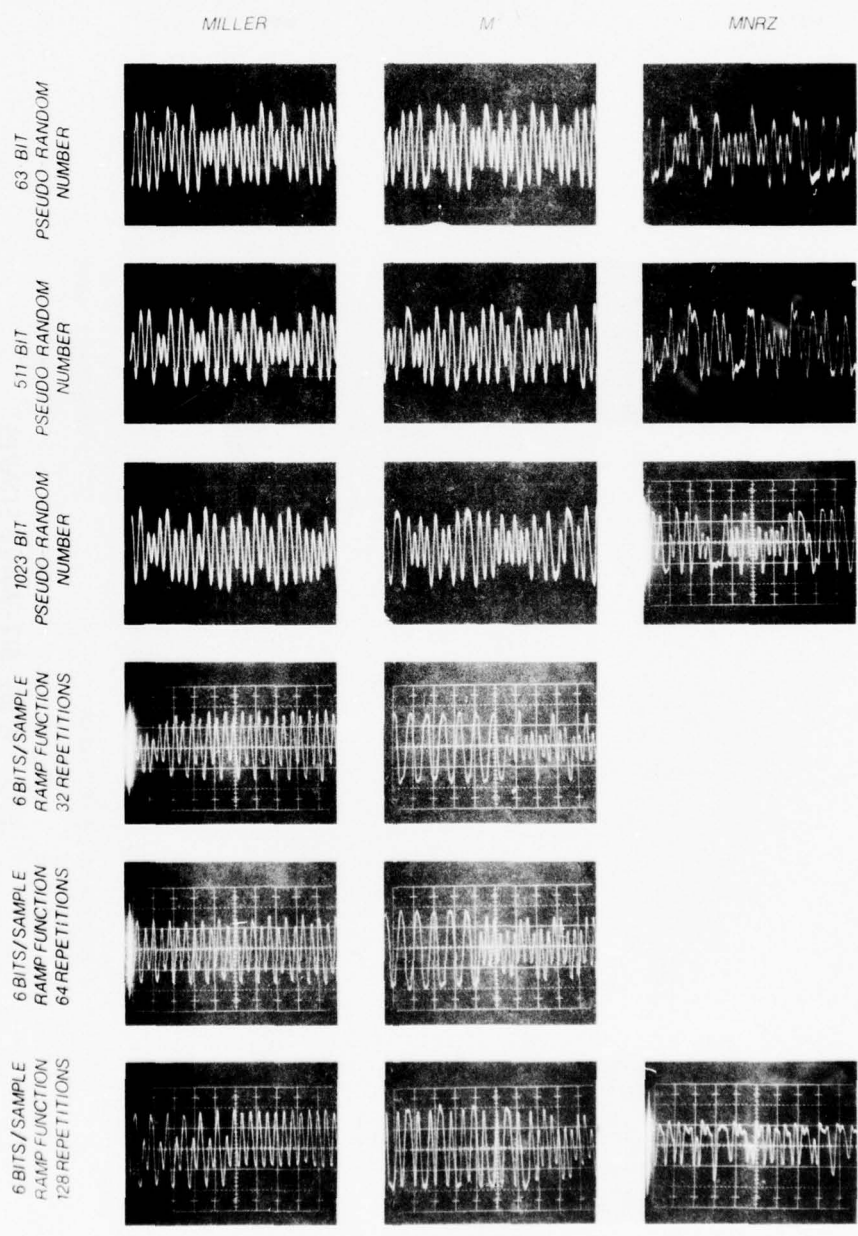 MILLER
M
MNRZ
63 BIT
PSEUDO RANDOM
NUMBER
511 BIT
PSEUDO RANDOM
NUMBER
1023 BIT
PSEUDO RANDOM
NUMBER
6 BITS/SAMPLE
RAMP FUNCTION
32 REPETITIONS
6 BITS/SAMPLE
RAMP FUNCTION
64 REPETITIONS
6 BITS/SAMPLE
RAMP FUNCTION
128 REPETITIONS